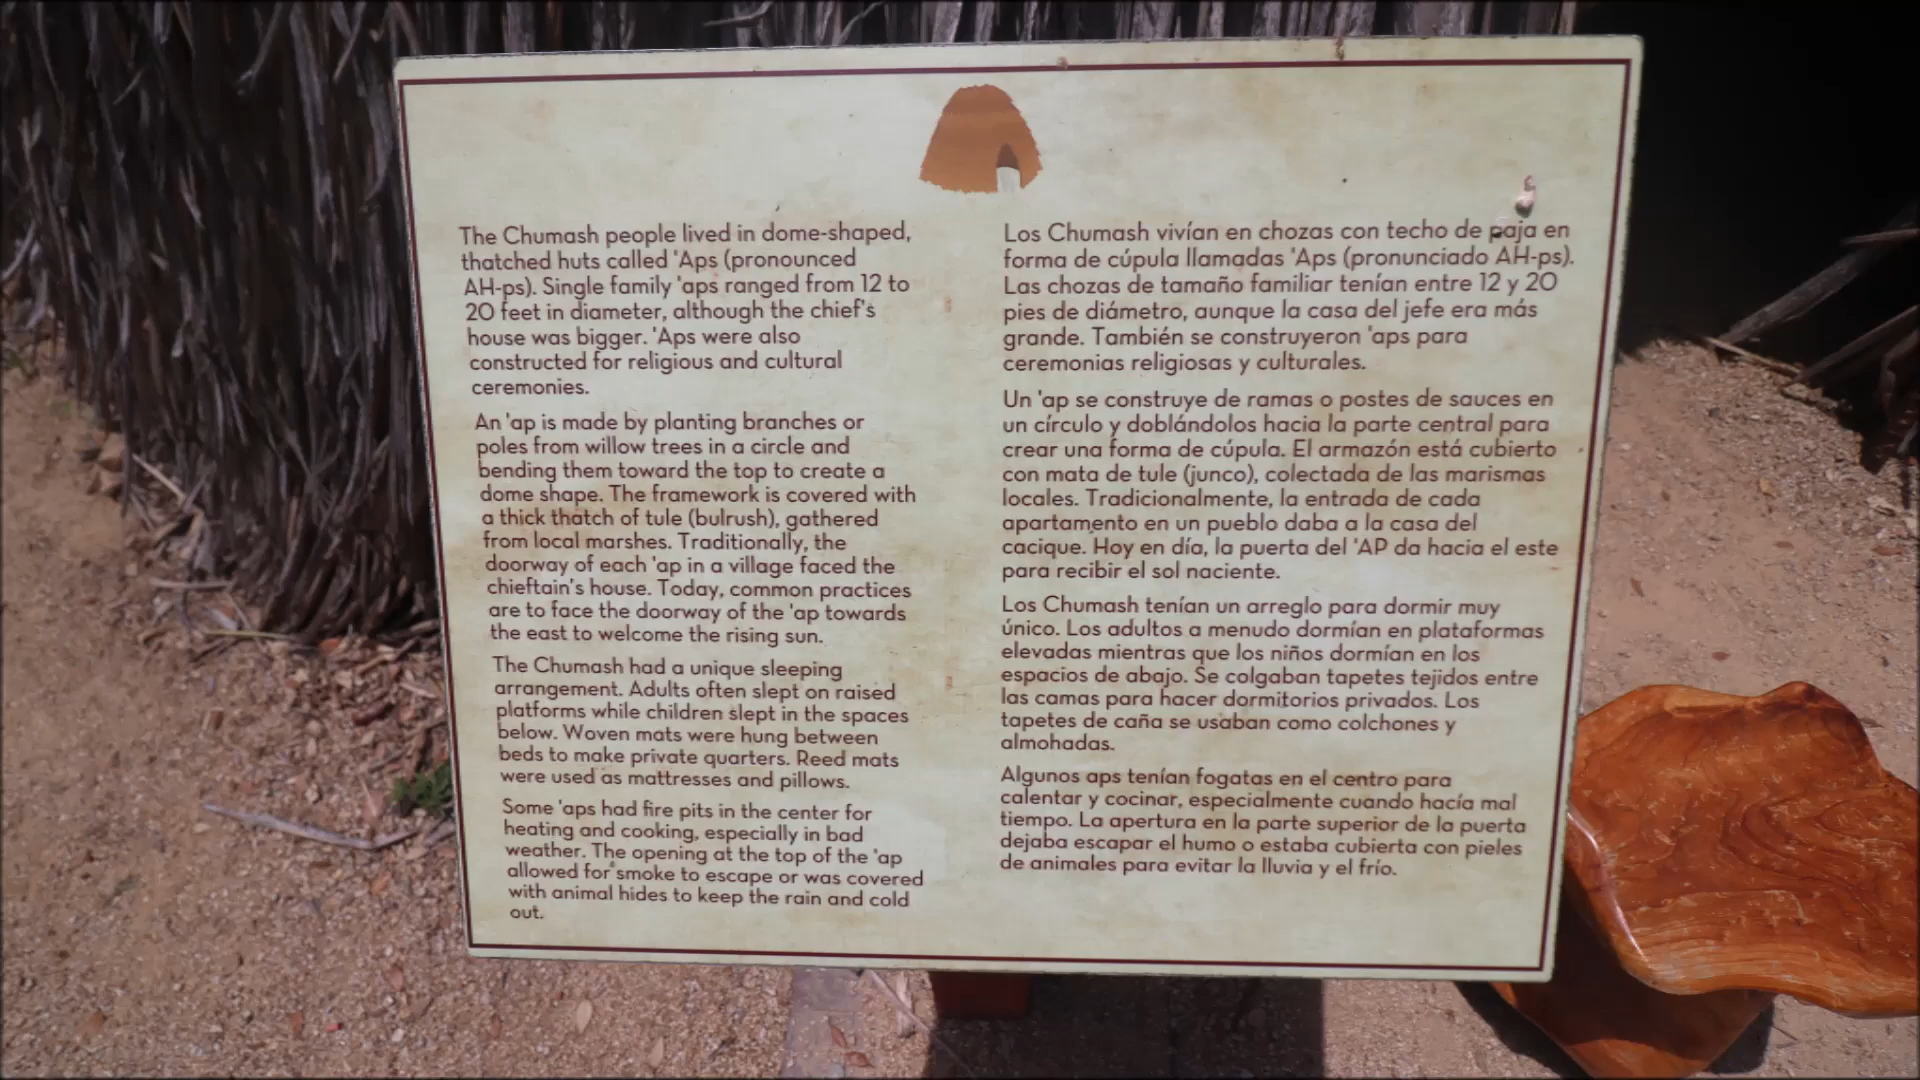 The Chumash people lived in dome-shaped,
thatched huts called 'Aps (pronounced
AH-ps). Single family 'aps ranged from 12 to
20 feet in diameter, although the chief's
house was bigger. 'Aps were also
constructed for religious and cultural
ceremonies.
An 'ap is made by planting branches or
poles from willow trees in a circle and
bending them toward the top to create a
dome shape. The framework is covered with
a thick thatch of tule (bulrush), gathered
from local marshes. Traditionally, the
doorway of each 'ap in a village faced the
chieftain's house. Today, common practices
are to face the doorway of the 'ap towards
the east to welcome the rising sun.
The Chumash had a unique sleeping
arrangement. Adults often slept on raised
platforms while children slept in the spaces
below. Woven mats were hung between
beds to make private quarters. Reed mats
were used as mattresses and pillows.
Some 'aps had fire pits in the center for
heating and cooking, especially in bad
weather. The opening at the top of the 'ap
allowed for smoke to escape or was covered
with animal hides to keep the rain and cold
out.
Los Chumash vivían en chozas con techo de paja en
forma de cúpula llamadas 'Aps (pronunciado AH-ps).
Las chozas de tamaño familiar tenían entre 12 y 20
pies de diámetro, aunque la casa del jefe era más
grande. También se construyeron 'aps para
ceremonias religiosas y culturales.
Un 'ap se construye de ramas o postes de sauces en
un círculo y doblándolos hacia la parte central para
crear una forma de cúpula. El armazón está cubierto
con mata de tule (junco), colectada de las marismas
locales. Tradicionalmente, la entrada de cada
apartamento en un pueblo daba a la casa del
cacique. Hoy en día, la puerta del 'AP da hacia el este
para recibir el sol naciente.
Los Chumash tenían un arreglo para dormir muy
único. Los adultos a menudo dormían en plataformas
elevadas mientras que los niños dormían en los
espacios de abajo. Se colgaban tapetes tejidos entre
las camas para hacer dormitorios privados. Los
tapetes de caña se usaban como colchones y
almohadas.
Algunos aps tenían fogatas en el centro para
calentar y cocinar, especialmente cuando hacía mal
tiempo. La apertura en la parte superior de la puerta
dejaba escapar el humo o estaba cubierta con pieles
de animales para evitar la lluvia y el frío.